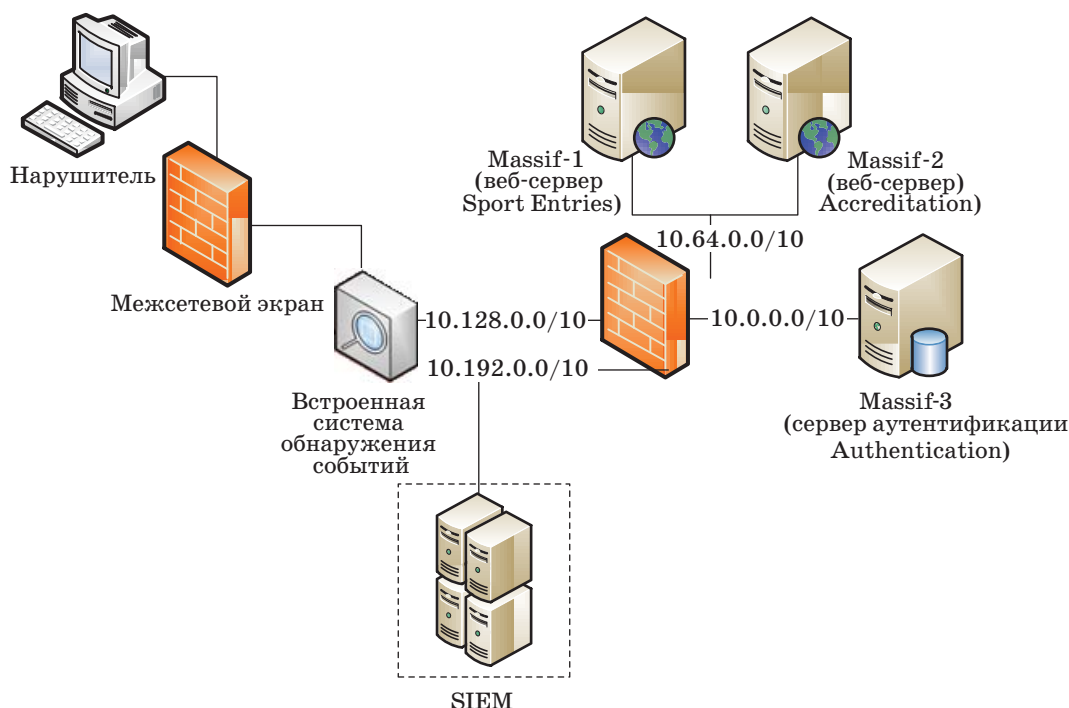 Нарушитель
Massif-1
(веб-сервер
Sport Entries)
Massif-2
(веб-сервер)
Accreditation)
10.64.0.0/10
Межсетевой экран
10.128.0.0/10
10.0.0.0/10
10.192.0.0/10
Встроенная
система
обнаружения
событий
Massif-3
(сервер аутентификации
Authentication)
SIEM